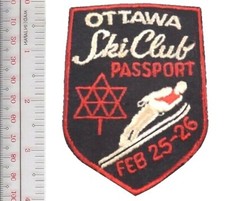 OTTAWA
Ski Club
PASSPORT
FEB 25-26